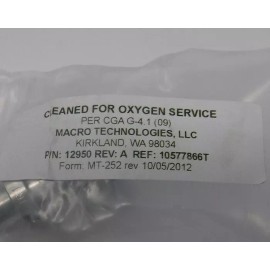 CLEANED FOR OXYGEN SERVICE
PER CGA G-4.1 (09)
MACRO TECHNOLOGIES, LLC
KIRKLAND, WA 98034
P/N: 12950 REV: A REF: 10577866T
Form: MT-252 rev 10/05/2012